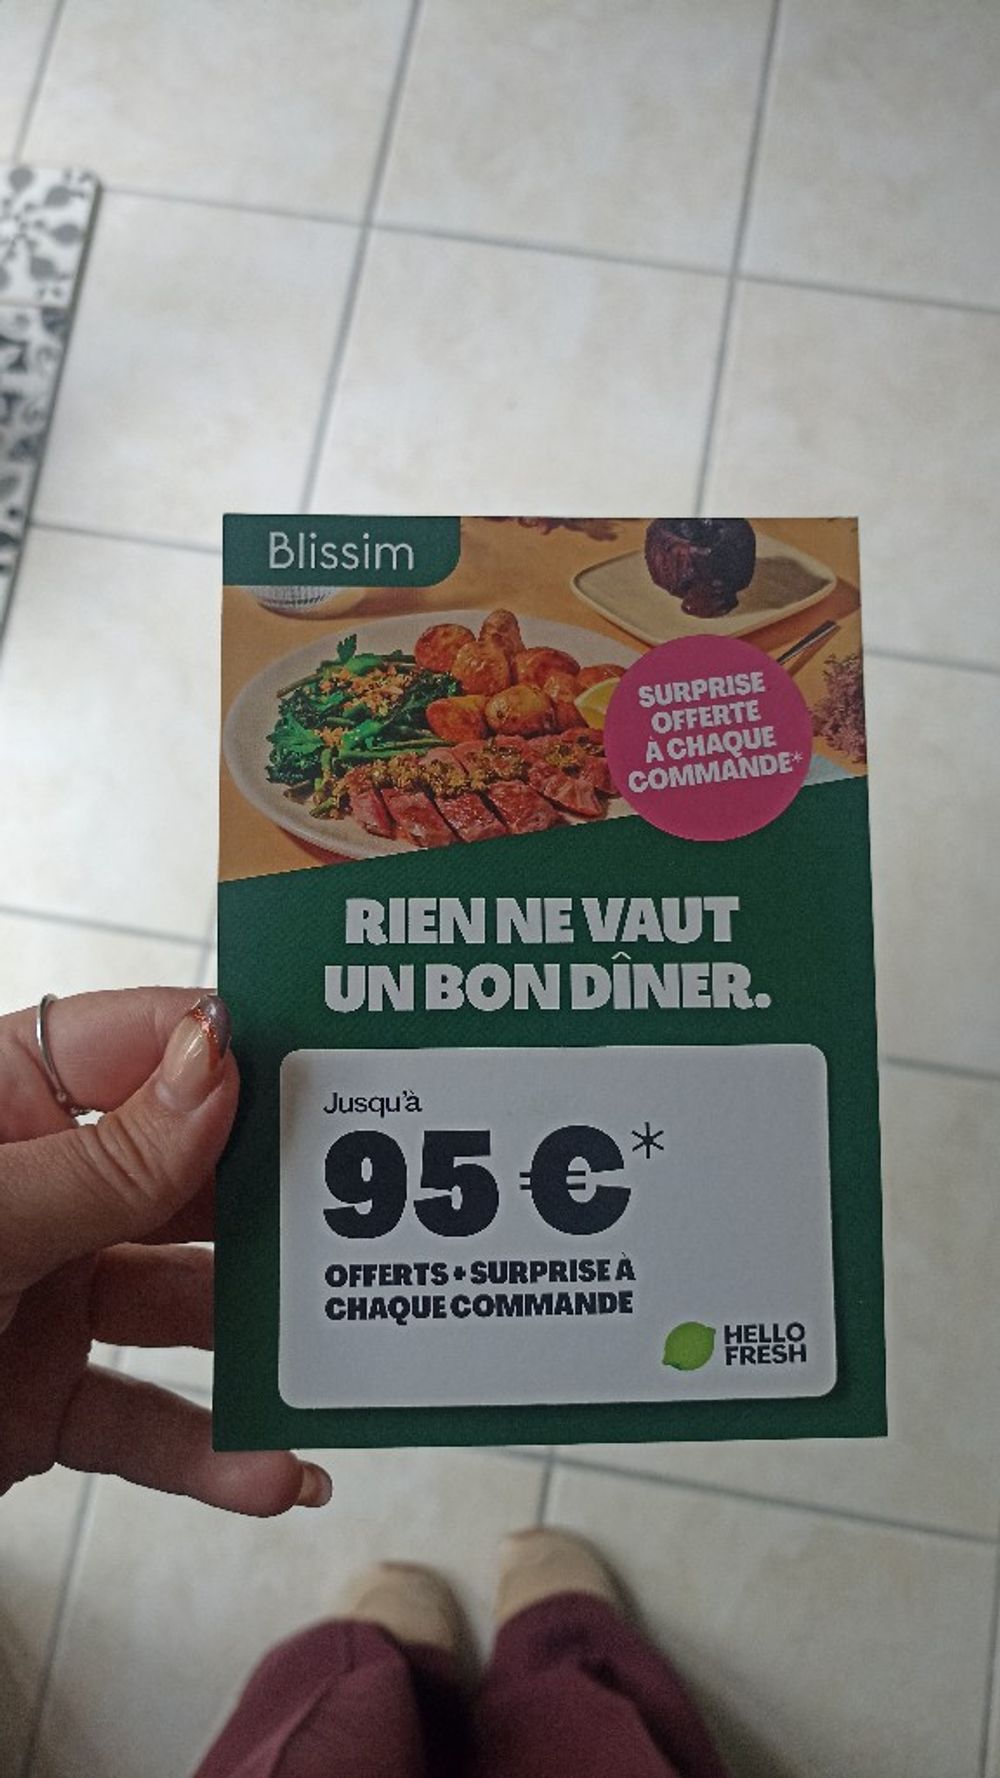 Blissim
SURPRISE
OFFERTE
À CHAQUE
COMMANDE*
RIEN NE VAUT
UN BON DÎNER.
Jusqu'à
95 €*
OFFERTS + SURPRISE À
CHAQUE COMMANDE
HELLO
FRESH